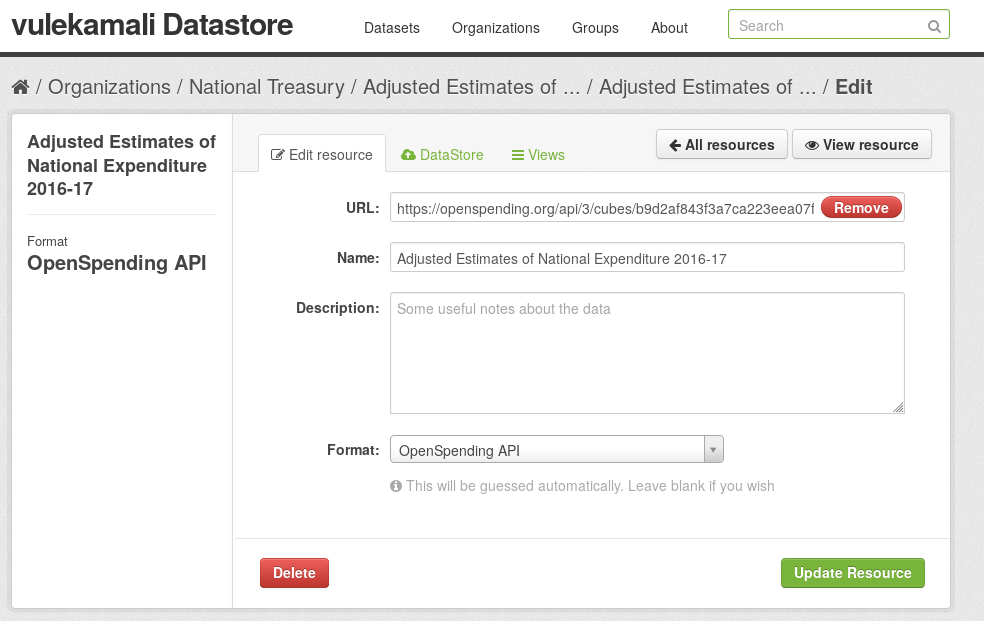 vulekamali Datastore
Datasets Organizations Groups About Search
/ Organizations / National Treasury / Adjusted Estimates of ... / Adjusted Estimates of ... / Edit
Adjusted Estimates of
National Expenditure
2016-17
Format
OpenSpending API
Edit resource DataStore Views All resources View resource
URL: https://openspending.org/api/3/cubes/b9d2af843f3a7ca223eea07f Remove
Name: Adjusted Estimates of National Expenditure 2016-17
Description: Some useful notes about the data
Format: OpenSpending API
This will be guessed automatically. Leave blank if you wish
Delete Update Resource